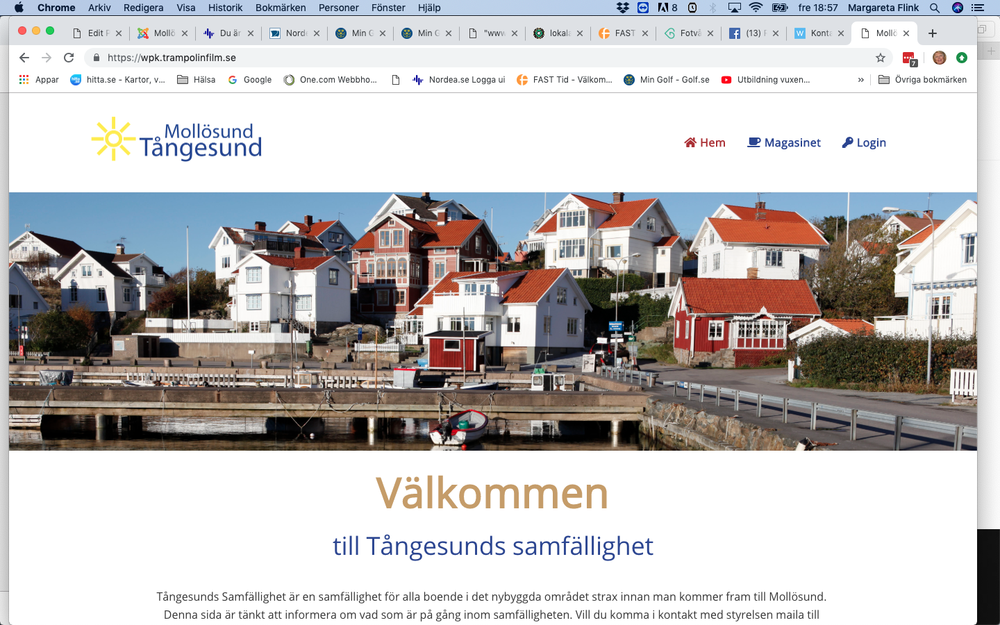 Chrome Arkiv Redigera Visa Historik Bokmärken Personer Fönster Hjälp 8 fre 18:57 Margareta Flink
Edit P Mollö Du är Norde Min G Min G "www lokala FAST Fotvå (13) F Konta Mollö
https://wpk.trampolinfilm.se 7
Appar hitta.se - Kartor, v... Hälsa Google One.com Webbho... Nordea.se Logga ui FAST Tid - Välkom... Min Golf - Golf.se Utbildning vuxen... » Övriga bokmärken
Mollösund
Tångesund
Hem Magasinet Login
Välkommen
till Tångesunds samfällighet
Tångesunds Samfällighet är en samfällighet för alla boende i det nybyggda området strax innan man kommer fram till Mollösund.
Denna sida är tänkt att informera om vad som är på gång inom samfälligheten. Vill du komma i kontakt med styrelsen maila till